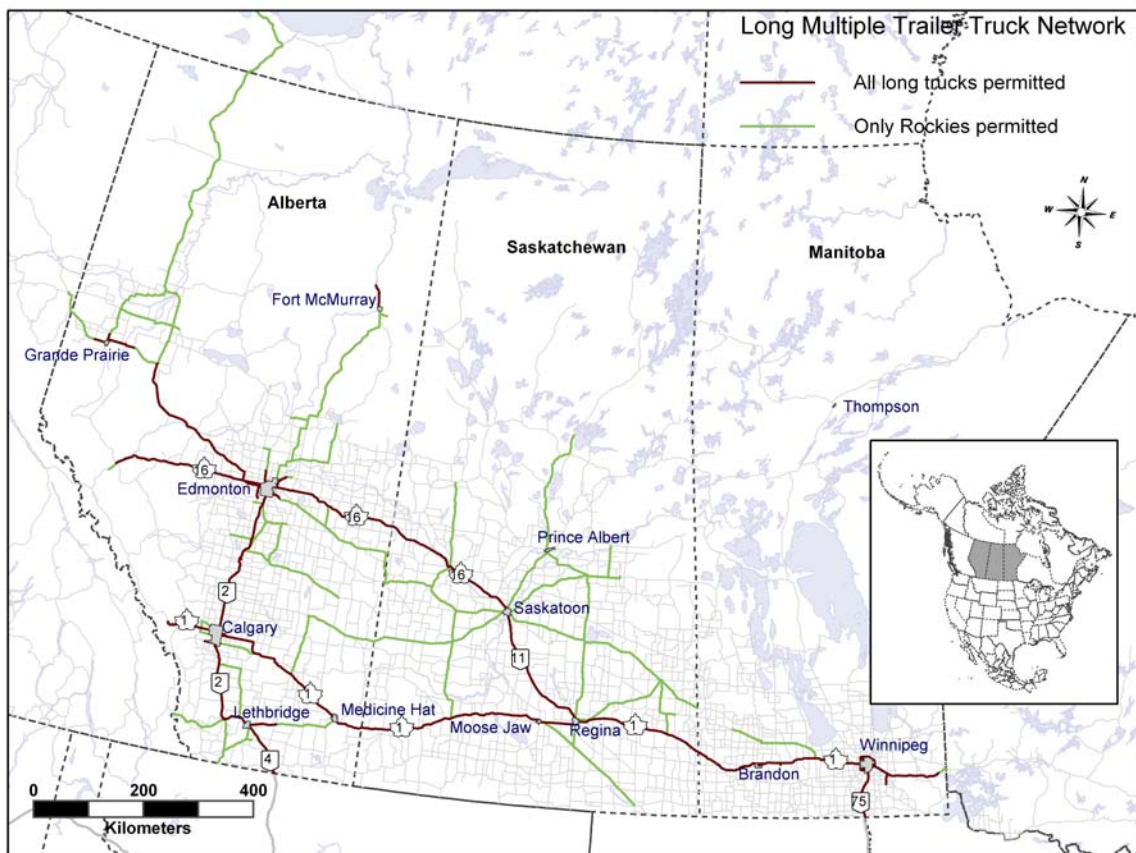 Long Multiple Trailer Truck Network
All long trucks permitted
Only Rockies permitted
N
W E
S
Alberta
Saskatchewan
Manitoba
Fort McMurray
Grande Prairie
Thompson
16
Edmonton
16
Prince Albert
16
2
Saskatoon
1
Calgary
11
2
1
Lethbridge
Medicine Hat
1
Moose Jaw
Regina
1
Winnipeg
1
Brandon
4
75
0 200 400
Kilometers